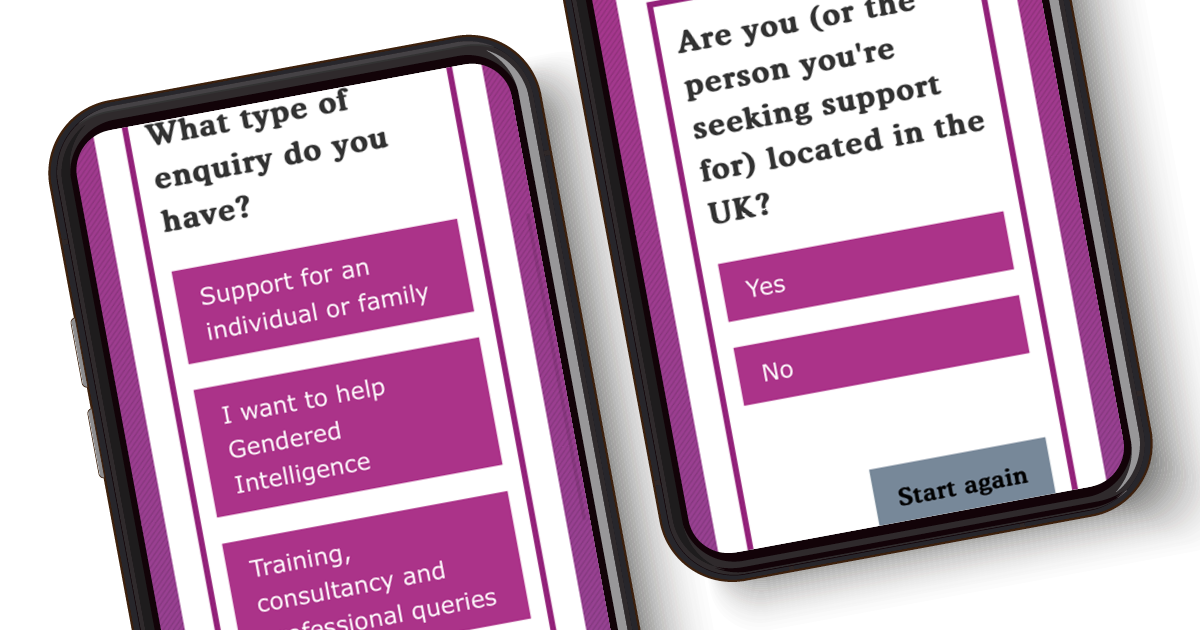 What type of
enquiry do you
have?
Support for an
individual or family
I want to help
Gendered
Intelligence
Training,
consultancy and
queries
Are you (or the
person you're
seeking support
for) located in the
UK?
Yes
No
Start again